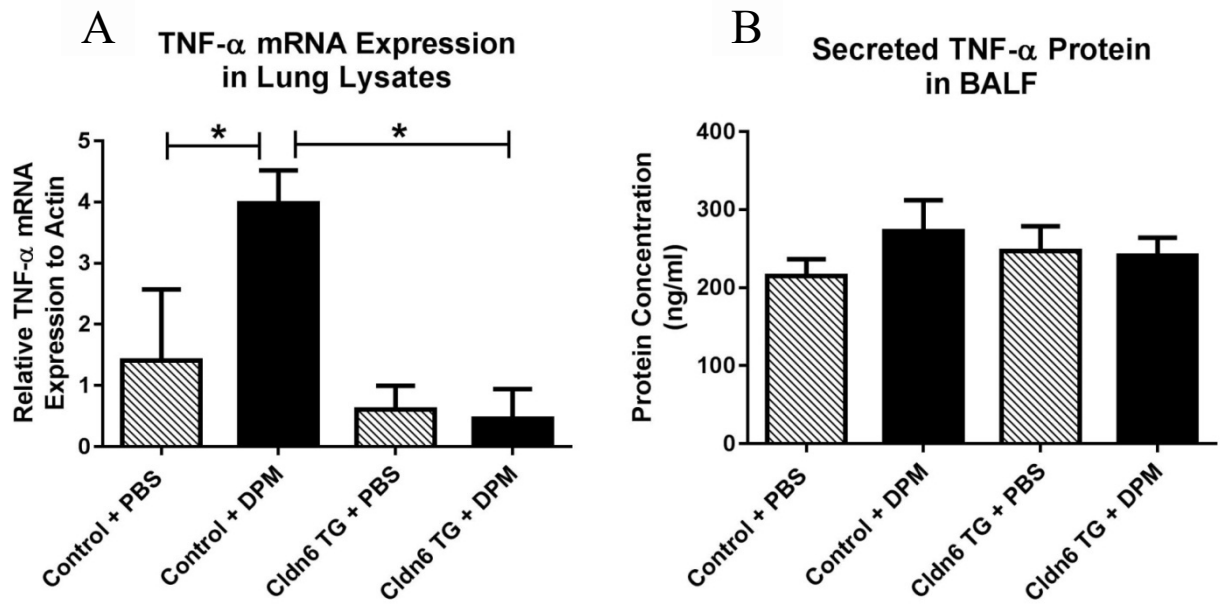 A
TNF-α mRNA Expression
in Lung Lysates
Relative TNF-α mRNA
Expression to Actin
5
4
3
2
1
0
*
*
Control + PBS
Control + DPM
Cldn6 TG + PBS
Cldn6 TG + DPM
B
Secreted TNF-α Protein
in BALF
Protein Concentration
(ng/ml)
400
300
200
100
0
Control + PBS
Control + DPM
Cldn6 TG + PBS
Cldn6 TG + DPM